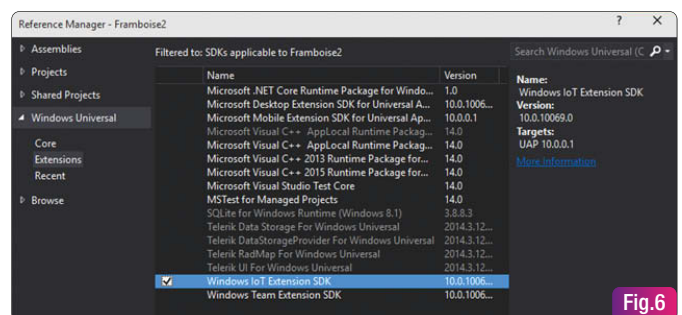 Reference Manager - Framboise2 ? X
Assemblies
Projects
Shared Projects
Windows Universal
Core
Extensions
Recent
Browse
Filtered to: SDKs applicable to Framboise2
Name Version
Microsoft .NET Core Runtime Package for Windo... 1.0
Microsoft Desktop Extension SDK for Universal A... 10.0.1006...
Microsoft Mobile Extension SDK for Universal Ap... 10.0.0.1
Microsoft Visual C++ AppLocal Runtime Packag... 14.0
Microsoft Visual C++ AppLocal Runtime Packag... 14.0
Microsoft Visual C++ 2013 Runtime Package for... 14.0
Microsoft Visual C++ 2015 Runtime Package for... 14.0
Microsoft Visual Studio Test Core 14.0
MSTest for Managed Projects 14.0
SQLite for Windows Runtime (Windows 8.1) 3.8.8.3
Telerik Data Storage For Windows Universal 2014.3.12...
Telerik DataStorageProvider For Windows Universal 2014.3.12...
Telerik RadMap For Windows Universal 2014.3.12...
Telerik UI For Windows Universal 2014.3.12...
Windows IoT Extension SDK 10.0.1006...
Windows Team Extension SDK 10.0.1006...
Search Windows Universal (C
Name:
Windows IoT Extension SDK
Version:
10.0.10069.0
Targets:
UAP 10.0.0.1
More Information
Fig.6